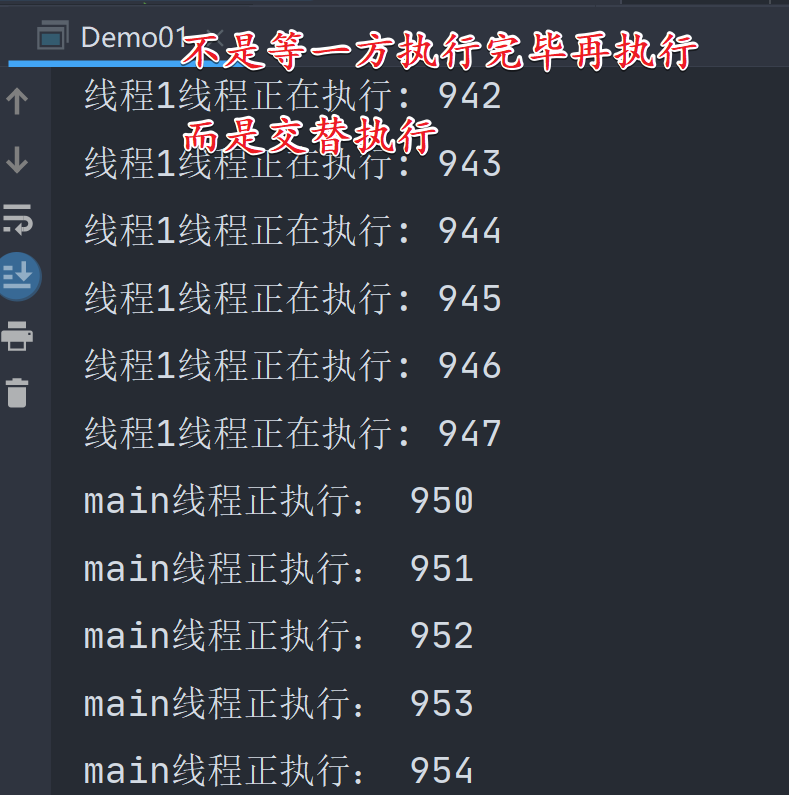 Demo01
不是等一方执行完毕再执行
线程1线程正在执行: 942
而是交替执行
线程1线程正在执行: 943
线程1线程正在执行: 944
线程1线程正在执行: 945
线程1线程正在执行: 946
线程1线程正在执行: 947
main线程正执行: 950
main线程正执行: 951
main线程正执行: 952
main线程正执行: 953
main线程正执行: 954